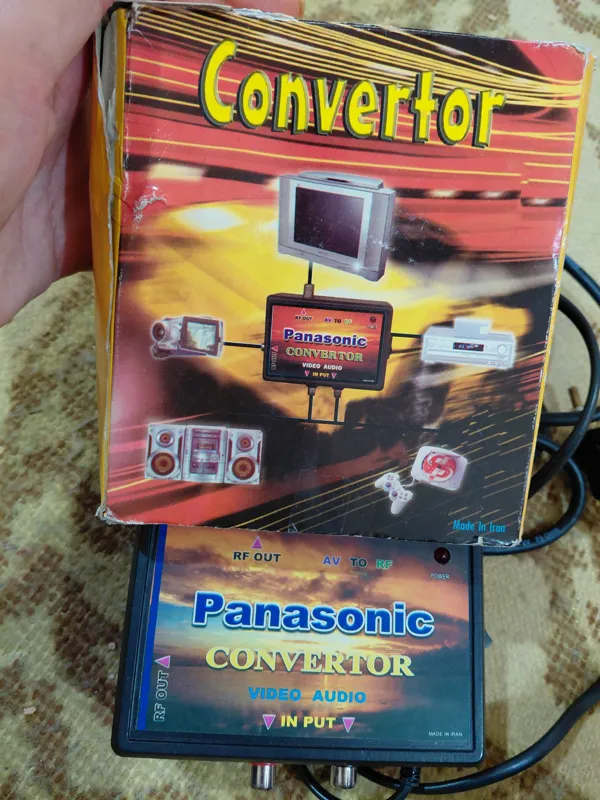 Convertor
RF OUT AV TO RF
Panasonic
CONVERTOR
VIDEO AUDIO
IN PUT
Made In Iran
RF OUT AV TO RF
POWER
Panasonic
CONVERTOR
RF OUT
VIDEO AUDIO
IN PUT
MADE IN IRAN